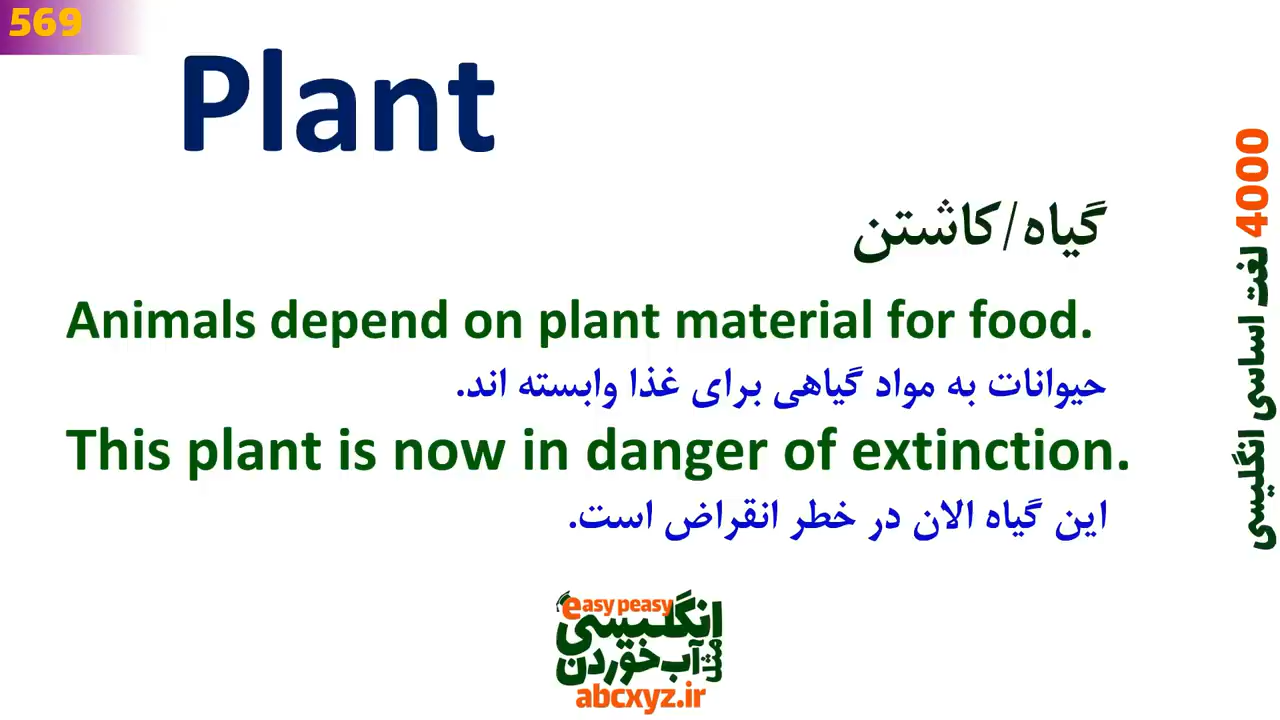 569
Plant
گیاه/کاشتن
Animals depend on plant material for food.
حیوانات به مواد گیاهی برای غذا وابسته اند.
This plant is now in danger of extinction.
این گیاه الان در خطر انقراض است.
4000 لغت اساسی انگلیسی
easy peasy
انگلیسی
مثل آب خوردن
abcxyz.ir